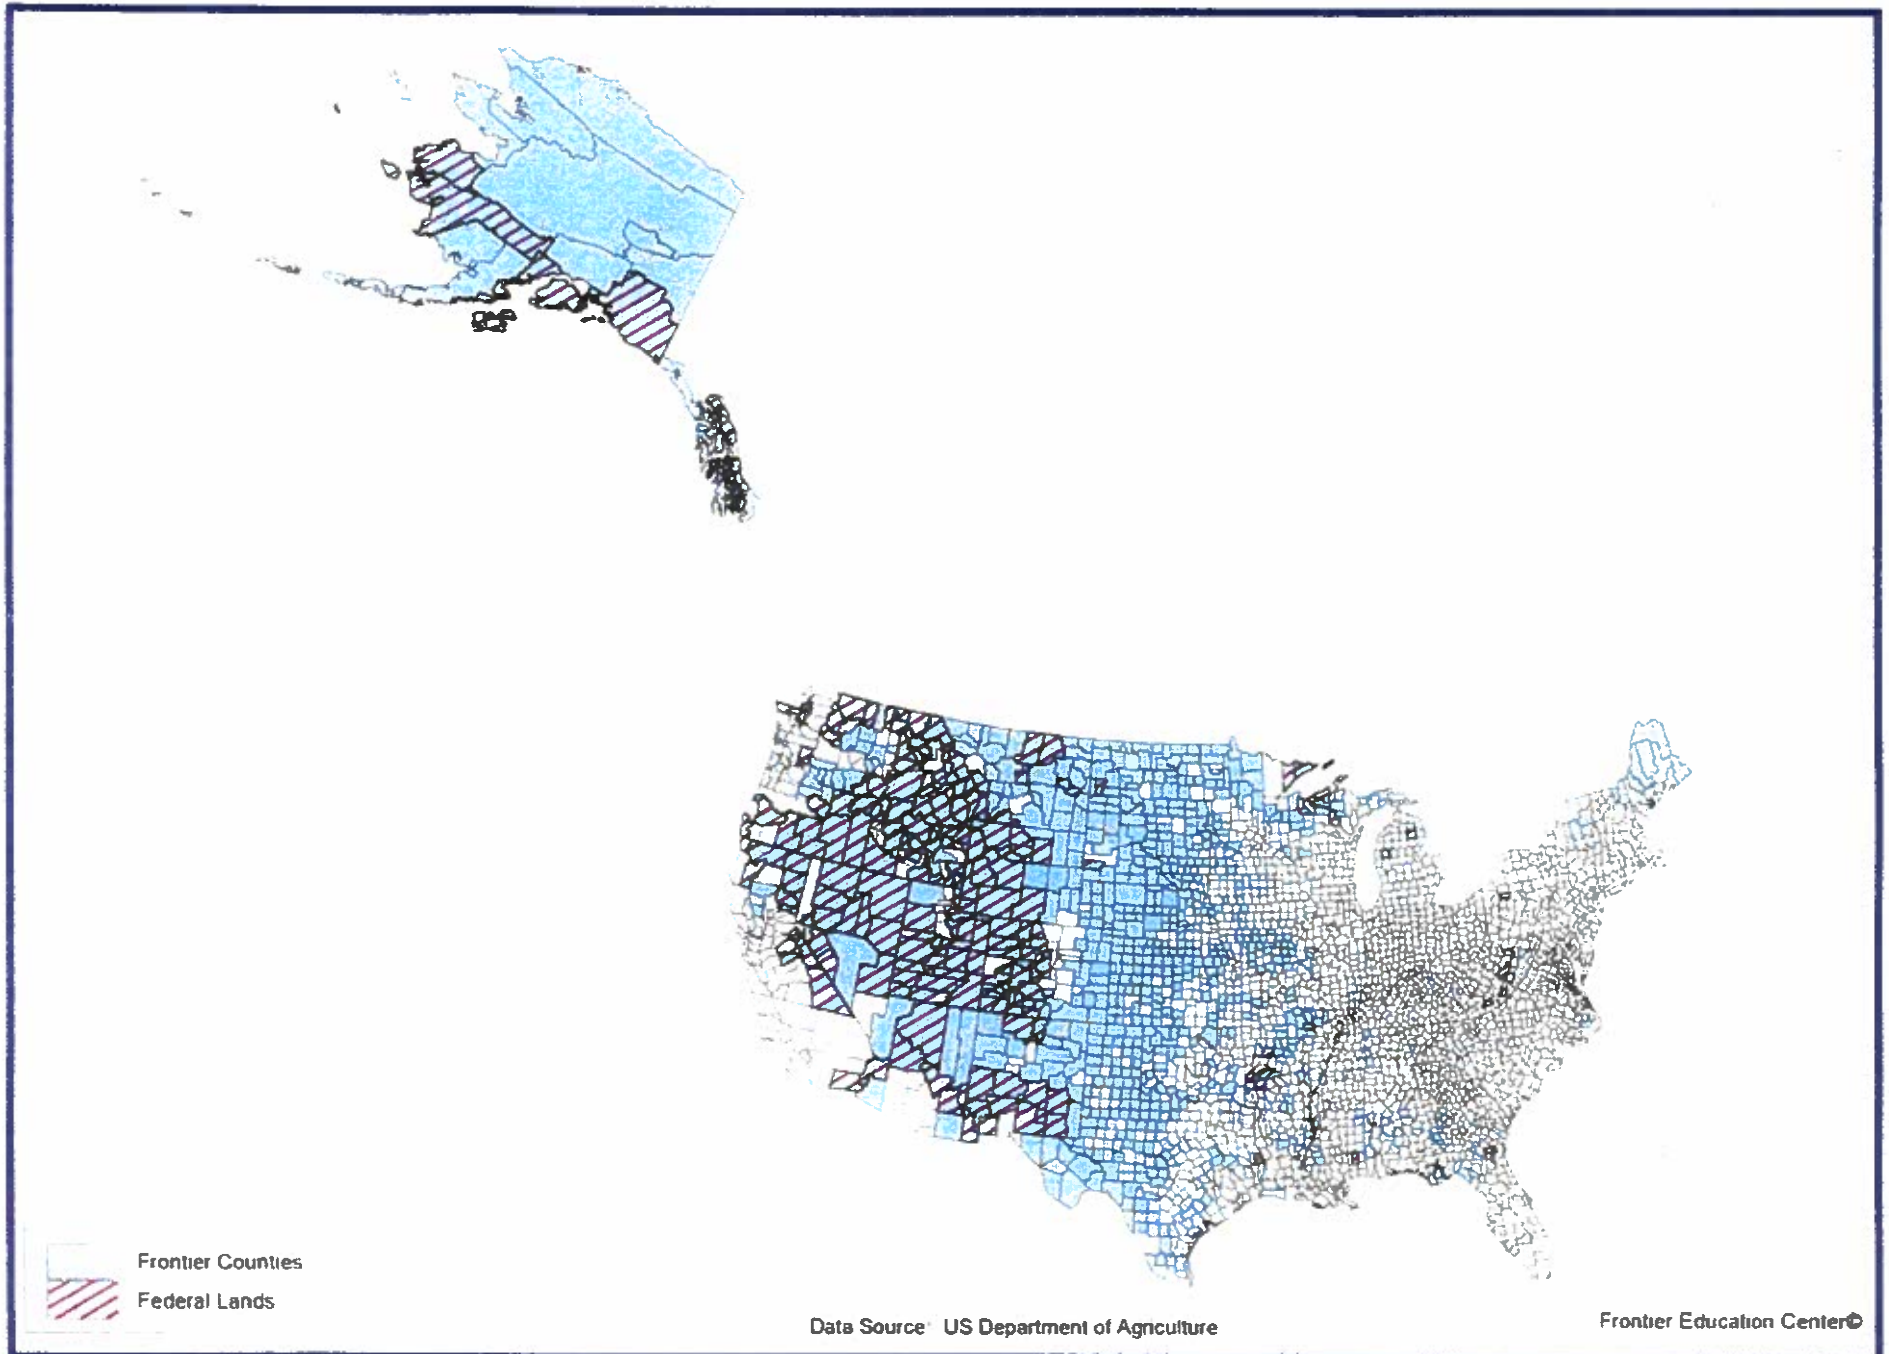 Frontier Counties
Federal Lands
Data Source US Department of Agriculture
Frontier Education Center©